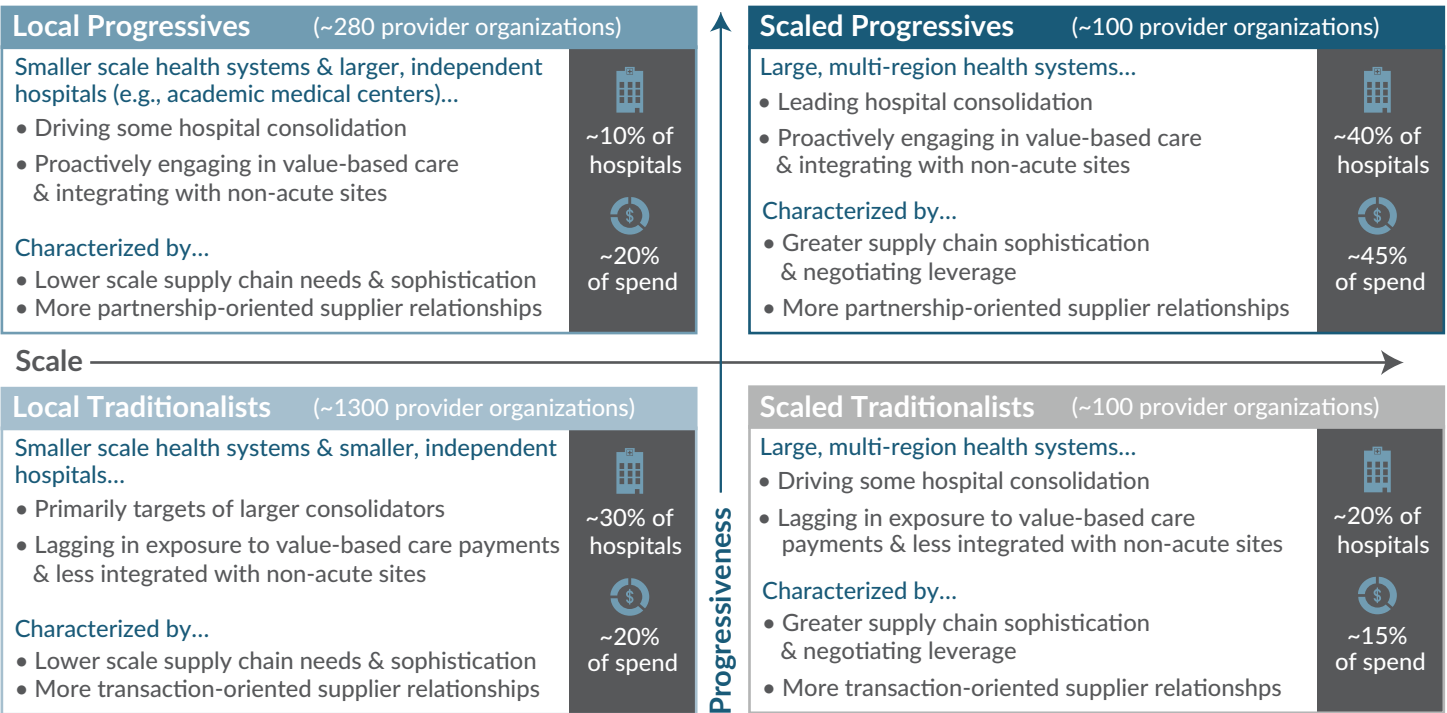 Local Progressives (~280 provider organizations)
Smaller scale health systems & larger, independent
hospitals (e.g., academic medical centers)...
• Driving some hospital consolidation
• Proactively engaging in value-based care
& integrating with non-acute sites
Characterized by...
• Lower scale supply chain needs & sophistication
• More partnership-oriented supplier relationships
~10% of
hospitals
$
~20%
of spend
Scaled Progressives (~100 provider organizations)
Large, multi-region health systems...
• Leading hospital consolidation
• Proactively engaging in value-based care
& integrating with non-acute sites
Characterized by...
• Greater supply chain sophistication
& negotiating leverage
• More partnership-oriented supplier relationships
~40% of
hospitals
$
~45%
of spend
Scale
Progressiveness
Local Traditionalists (~1300 provider organizations)
Smaller scale health systems & smaller, independent
hospitals...
• Primarily targets of larger consolidators
• Lagging in exposure to value-based care payments
& less integrated with non-acute sites
Characterized by...
• Lower scale supply chain needs & sophistication
• More transaction-oriented supplier relationships
~30% of
hospitals
$
~20%
of spend
Scaled Traditionalists (~100 provider organizations)
Large, multi-region health systems...
• Driving some hospital consolidation
• Lagging in exposure to value-based care
payments & less integrated with non-acute sites
Characterized by...
• Greater supply chain sophistication
& negotiating leverage
• More transaction-oriented supplier relationshps
~20% of
hospitals
$
~15%
of spend